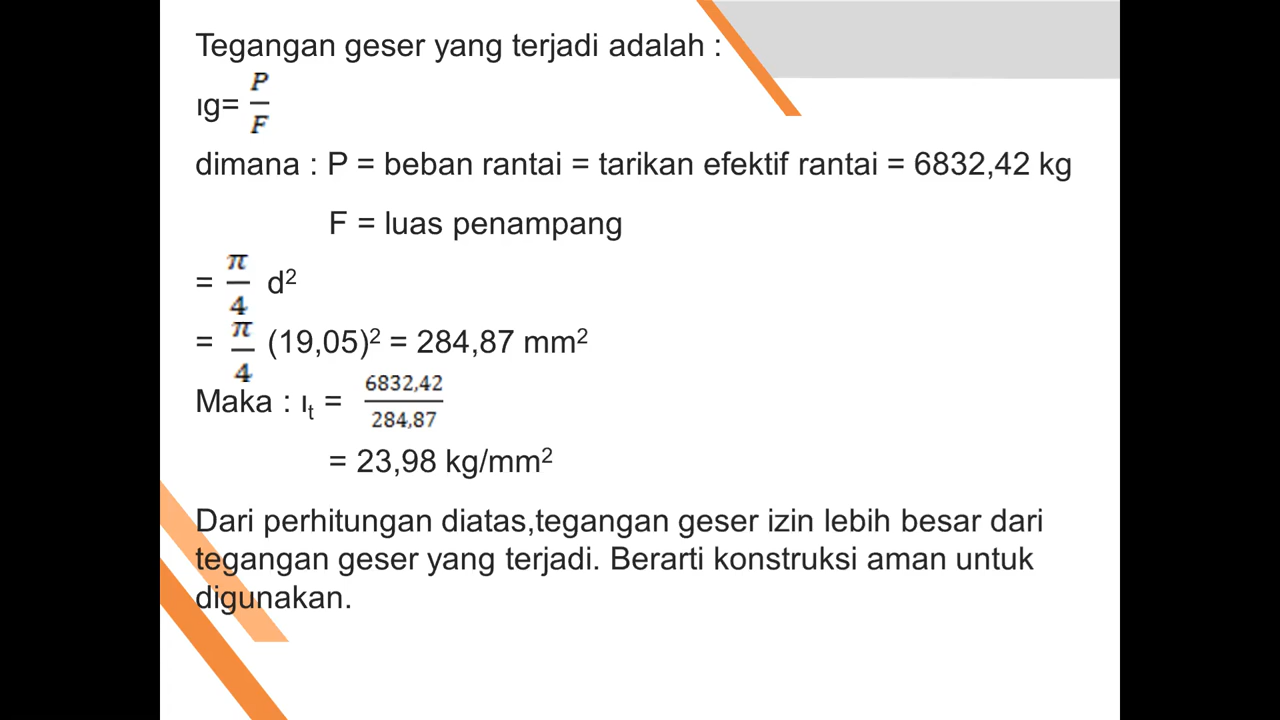 Tegangan geser yang terjadi adalah :
ıg= P/F
dimana : P = beban rantai = tarikan efektif rantai = 6832,42 kg
F = luas penampang
= π/4 d²
= π/4 (19,05)² = 284,87 mm²
Maka : ıt = 6832,42/284,87
= 23,98 kg/mm²
Dari perhitungan diatas,tegangan geser izin lebih besar dari
tegangan geser yang terjadi. Berarti konstruksi aman untuk
digunakan.